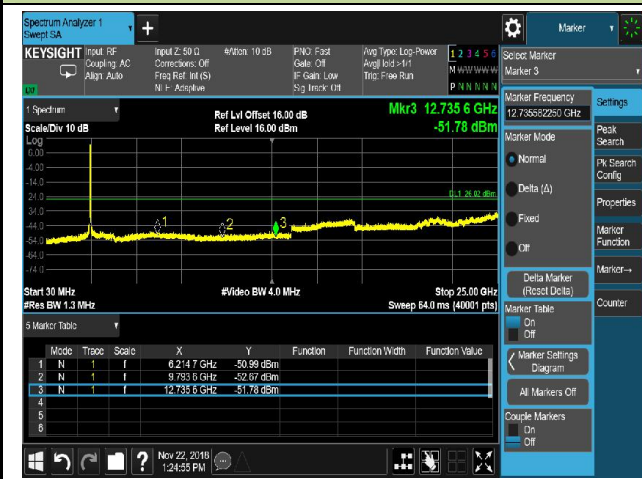 Spectrum Analyzer 1
Swept SA
+
Marker
KEYSIGHT
Input: RF
Coupling: AC
Align: Auto
Input Z: 50 Ω
Corrections: Off
Freq Ref: Int (S)
NFE: Adaptive
#Atten: 10 dB
PNO: Fast
Gate: Off
IF Gain: Low
Sig Track: Off
Avg Type: Log-Power
Avg|Hold >1/1
Trig: Free Run
1 2 3 4 5 6
M W W W W W
P N N N N N
Select Marker
Marker 3
1 Spectrum
Scale/Div 10 dB
Ref Lvl Offset 16.00 dB
Ref Level 16.00 dBm
Mkr3 12.735 6 GHz
-51.78 dBm
Log
6.00
-4.00
-14.0
-24.0
-34.0
-44.0
-54.0
-64.0
-74.0
1
2
3
Start 30 MHz
#Res BW 1.3 MHz
#Video BW 4.0 MHz
Stop 25.00 GHz
Sweep 64.0 ms (40001 pts)
Marker Frequency
12.735582250 GHz
Marker Mode
Normal
Delta (Δ)
Fixed
Off
Delta Marker
(Reset Delta)
Marker Table
On
Off
Marker Settings
Diagram
All Markers Off
Couple Markers
On
Off
Settings
Peak
Search
Pk Search
Config
Properties
Marker
Function
Marker→
Counter
5 Marker Table
Mode Trace Scale X Y Function Function Width Function Value
1 N 1 f 6.214 7 GHz -50.99 dBm
2 N 1 f 9.793 6 GHz -52.67 dBm
3 N 1 f 12.735 6 GHz -51.78 dBm
4
5
6
?
Nov 22, 2018
1:24:55 PM